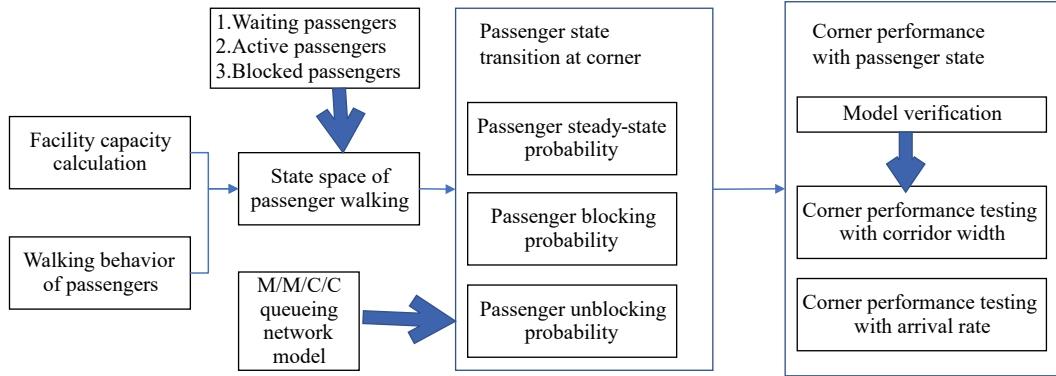 1.Waiting passengers
2.Active passengers
3.Blocked passengers
Facility capacity
calculation
Walking behavior
of passengers
State space of
passenger walking
M/M/C/C
queueing
network
model
Passenger state
transition at corner
Passenger steady-state
probability
Passenger blocking
probability
Passenger unblocking
probability
Corner performance
with passenger state
Model verification
Corner performance testing
with corridor width
Corner performance testing
with arrival rate